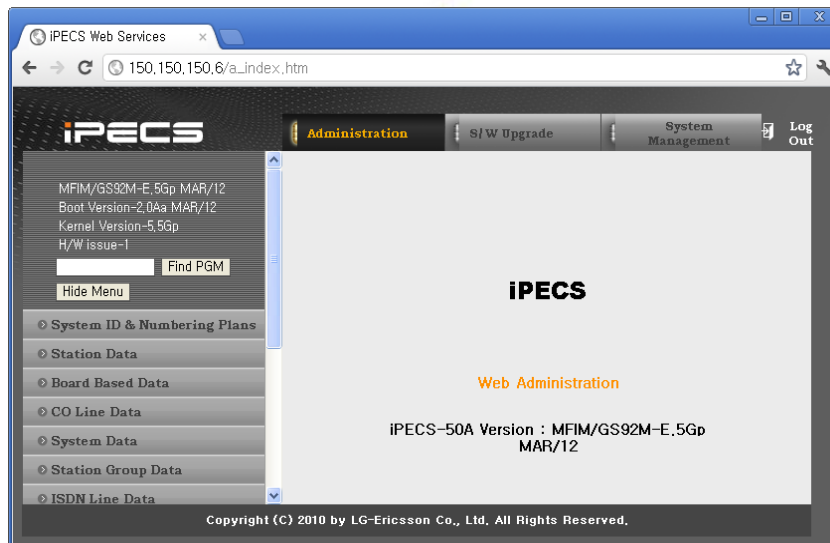 iPECS Web Services
150,150,150,6/a_index,htm
iPECS
Administration
S/W Upgrade
System
Management
Log
Out
MFIM/GS92M-E,5Gp MAR/12
Boot Version-2,0Aa MAR/12
Kernel Version-5,5Gp
H/W issue-1
Find PGM
Hide Menu
System ID & Numbering Plans
Station Data
Board Based Data
CO Line Data
System Data
Station Group Data
ISDN Line Data
iPECS
Web Administration
iPECS-50A Version : MFIM/GS92M-E,5Gp
MAR/12
Copyright (C) 2010 by LG-Ericsson Co,, Ltd, All Rights Reserved,